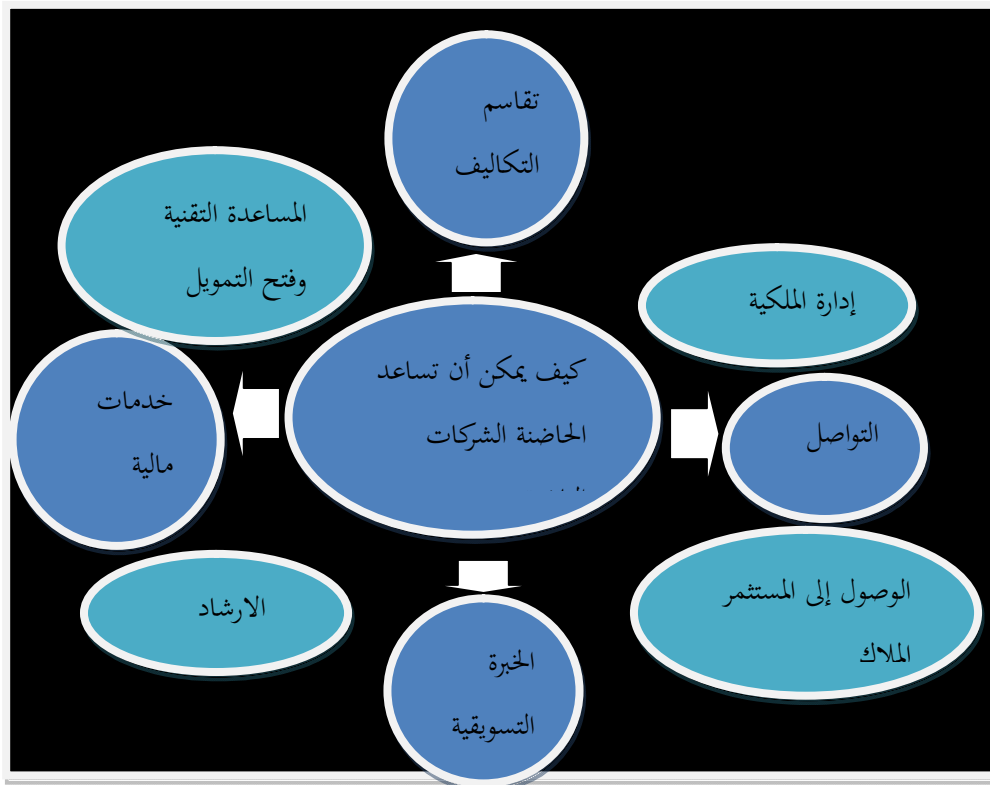 تقاسم
التكاليف
المساعدة التقنية
وفتح التمويل
إدارة الملكية
كيف يمكن أن تساعد
الحاضنة الشركات
خدمات
مالية
التواصل
الارشاد
الوصول إلى المستثمر
الملاك
الخبرة
التسويقية